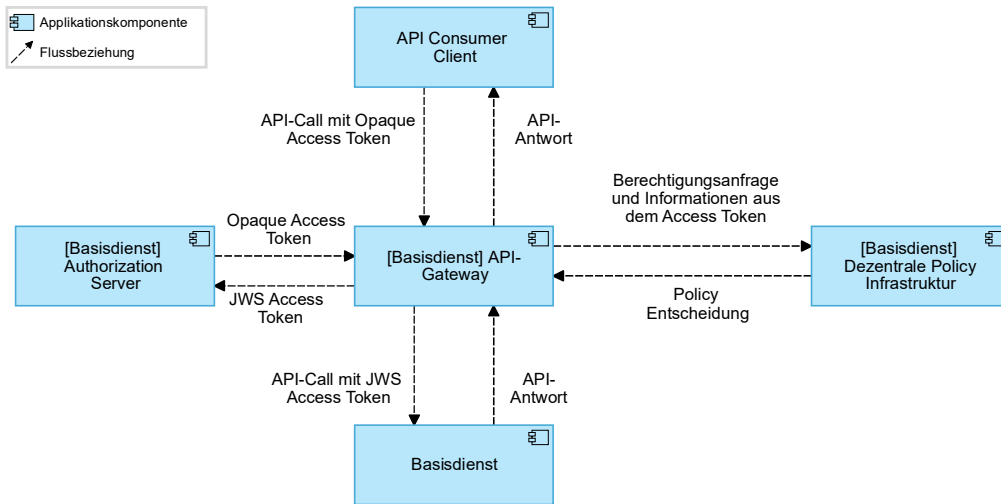 Applikationskomponente
Flussbeziehung
API Consumer
Client
API-Call mit Opaque
Access Token
API-
Antwort
Berechtigungsanfrage
und Informationen aus
dem Access Token
Opaque Access
Token
[Basisdienst]
Authorization
Server
[Basisdienst] API-
Gateway
[Basisdienst]
Dezentrale Policy
Infrastruktur
JWS Access
Token
Policy
Entscheidung
API-Call mit JWS
Access Token
API-
Antwort
Basisdienst